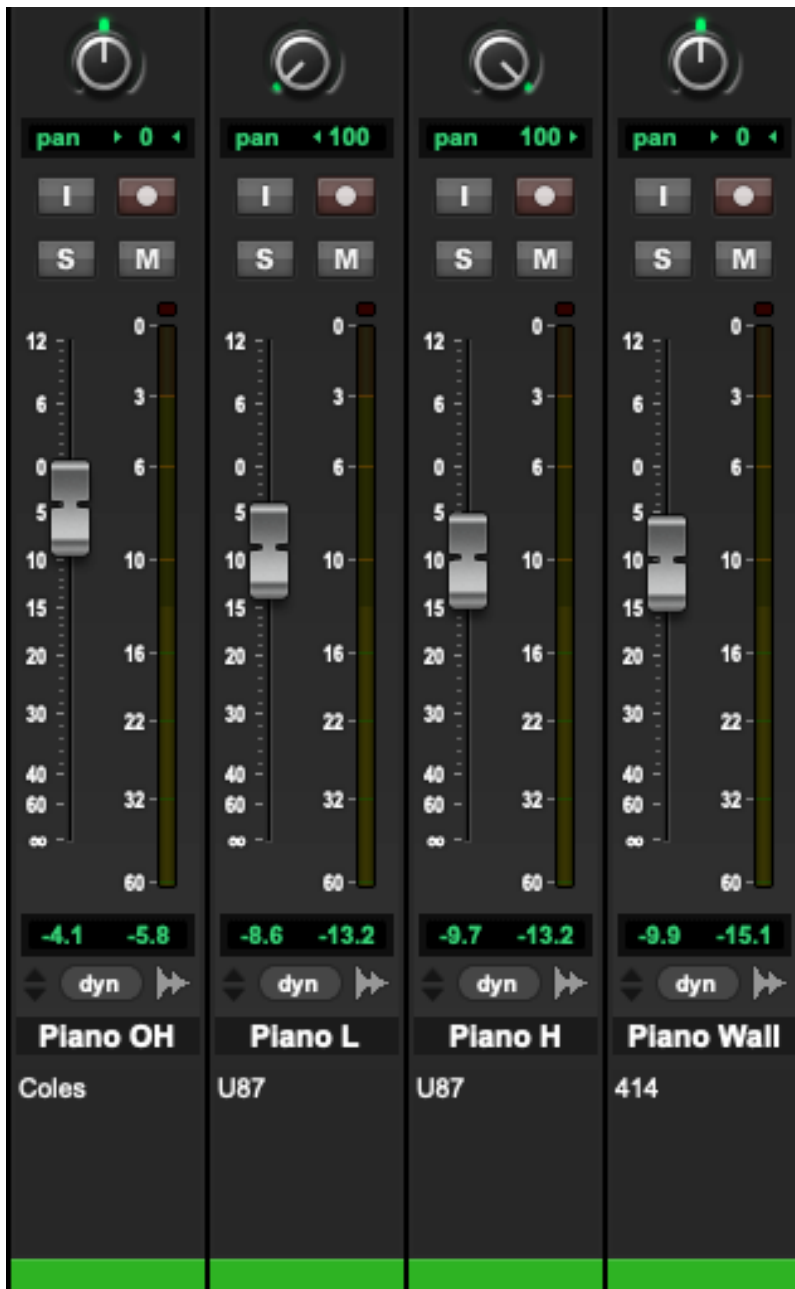 pan ▸ 0 ◂ pan ◂ 100 pan 100 ▸ pan ▸ 0 ◂
I I I I
S M S M S M S M
0 0 0 0
12 12 12 12
6 3 6 3 6 3 6 3
0 6 0 6 0 6 0 6
5 5 5 5
10 10 10 10 10 10 10 10
15 15 15 15
20 16 20 16 20 16 20 16
30 22 30 22 30 22 30 22
40 40 40 40
60 32 60 32 60 32 60 32
∞ ∞ ∞ ∞
60 60 60 60
-4.1 -5.8 -8.6 -13.2 -9.7 -13.2 -9.9 -15.1
dyn dyn dyn dyn
Piano OH Piano L Piano H Piano Wall
Coles U87 U87 414